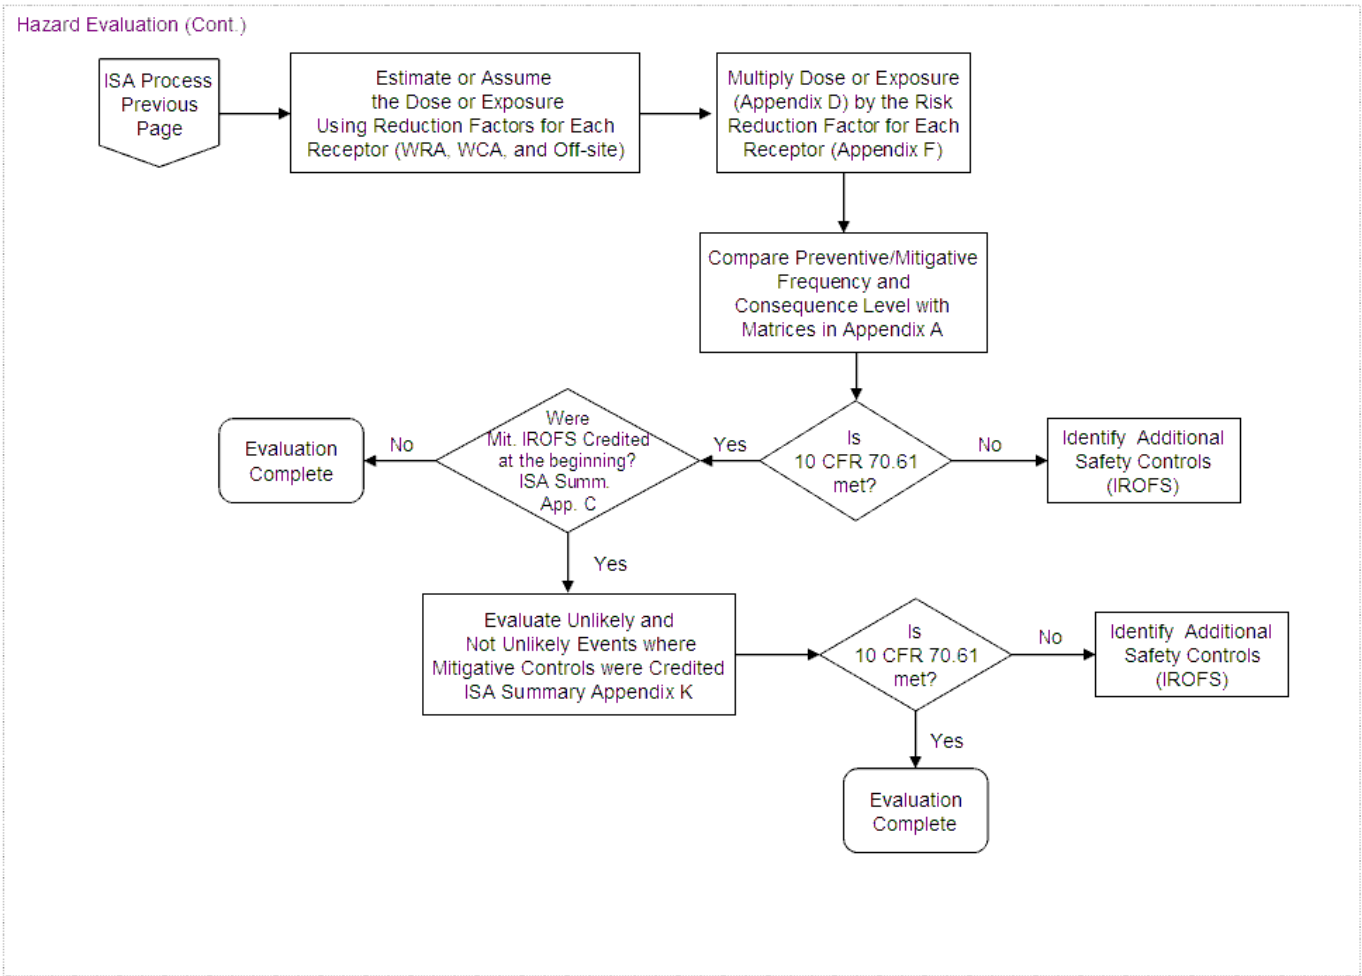 Hazard Evaluation (Cont.)
ISA Process
Previous
Page
Estimate or Assume
the Dose or Exposure
Using Reduction Factors for Each
Receptor (WRA, WCA, and Off-site)
Multiply Dose or Exposure
(Appendix D) by the Risk
Reduction Factor for Each
Receptor (Appendix F)
Compare Preventive/Mitigative
Frequency and
Consequence Level with
Matrices in Appendix A
Is
10 CFR 70.61
met?
No
Identify Additional
Safety Controls
(IROFS)
Yes
Were
Mit. IROFS Credited
at the beginning?
ISA Summ.
App. C
No
Evaluation
Complete
Yes
Evaluate Unlikely and
Not Unlikely Events where
Mitigative Controls were Credited
ISA Summary Appendix K
Is
10 CFR 70.61
met?
No
Identify Additional
Safety Controls
(IROFS)
Yes
Evaluation
Complete